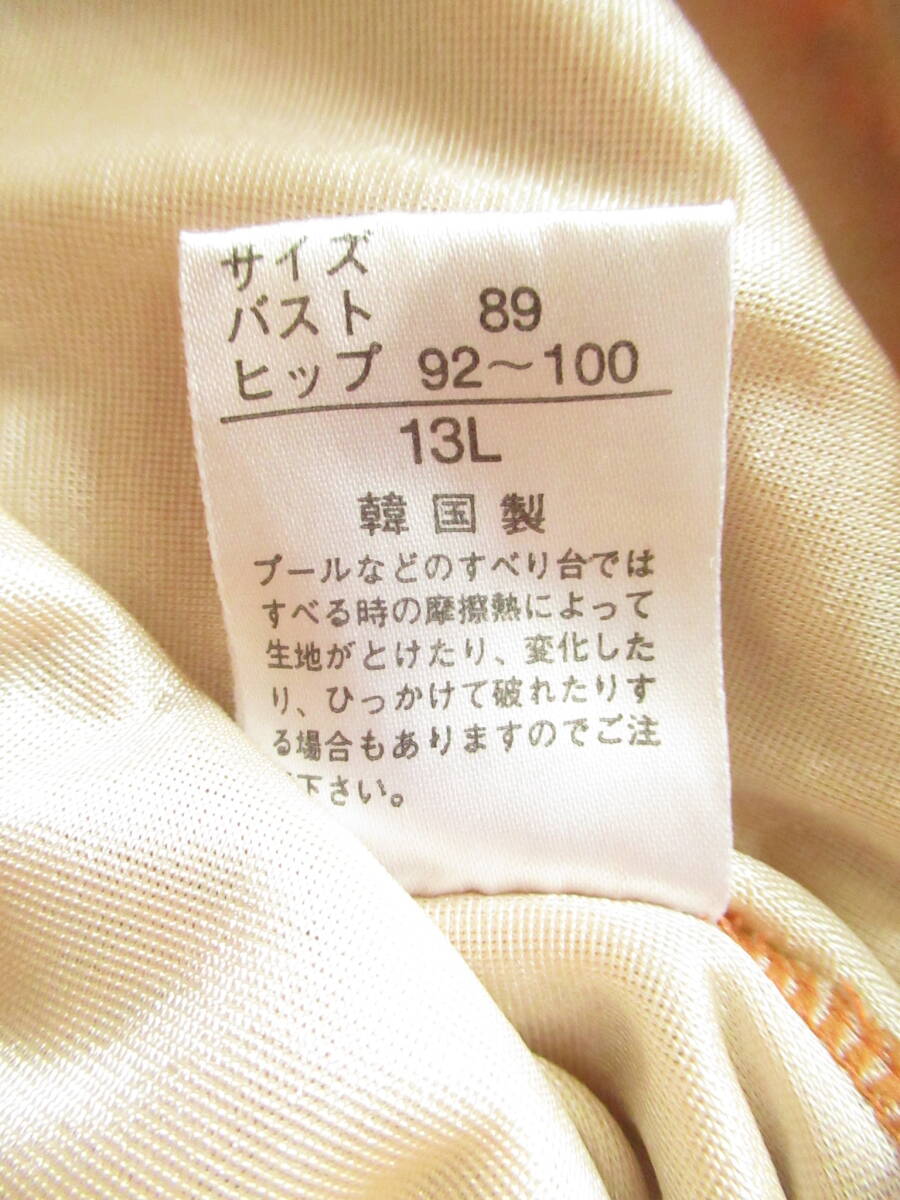 サイズ
バスト 89
ヒップ 92～100
13L
韓国製
プールなどのすべり台では
すべる時の摩擦熱によって
生地がとけたり、変化した
り、ひっかけて破れたりす
る場合もありますのでご注
下さい。